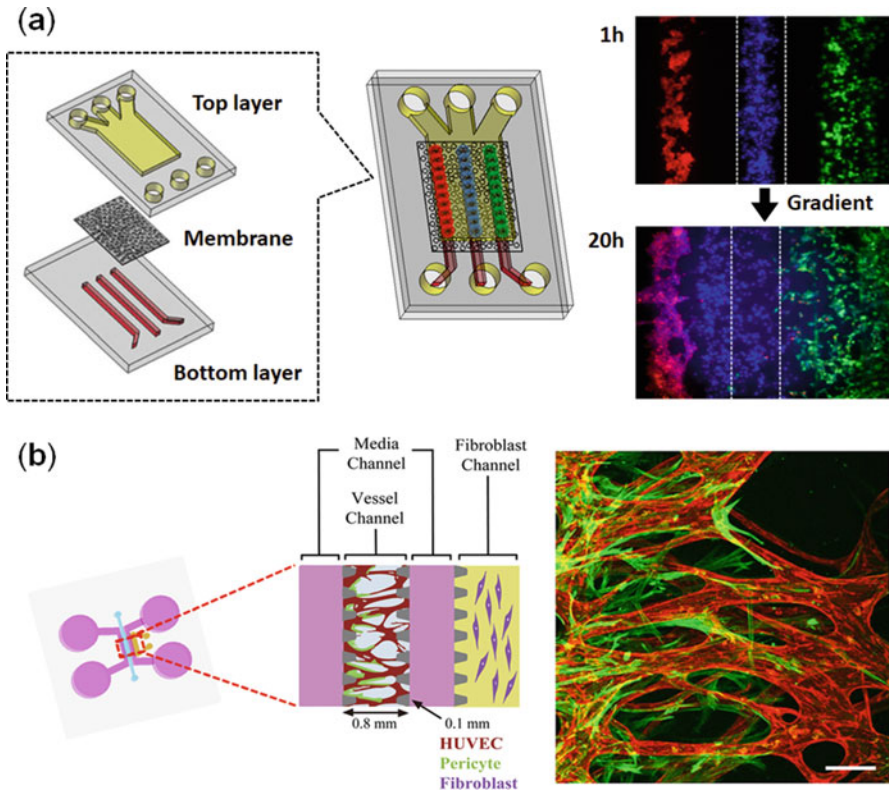 (a)
Top layer
Membrane
Bottom layer
1h
Gradient
20h
(b)
Media
Channel
Vessel
Channel
Fibroblast
Channel
0.8 mm
0.1 mm
HUVEC
Pericyte
Fibroblast